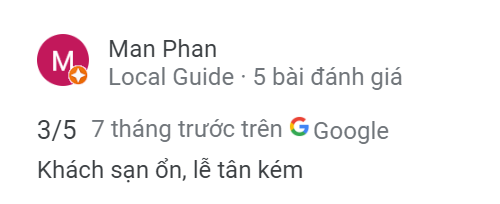 M
Man Phan
Local Guide · 5 bài đánh giá
3/5 7 tháng trước trên Google
Khách sạn ổn, lễ tân kém